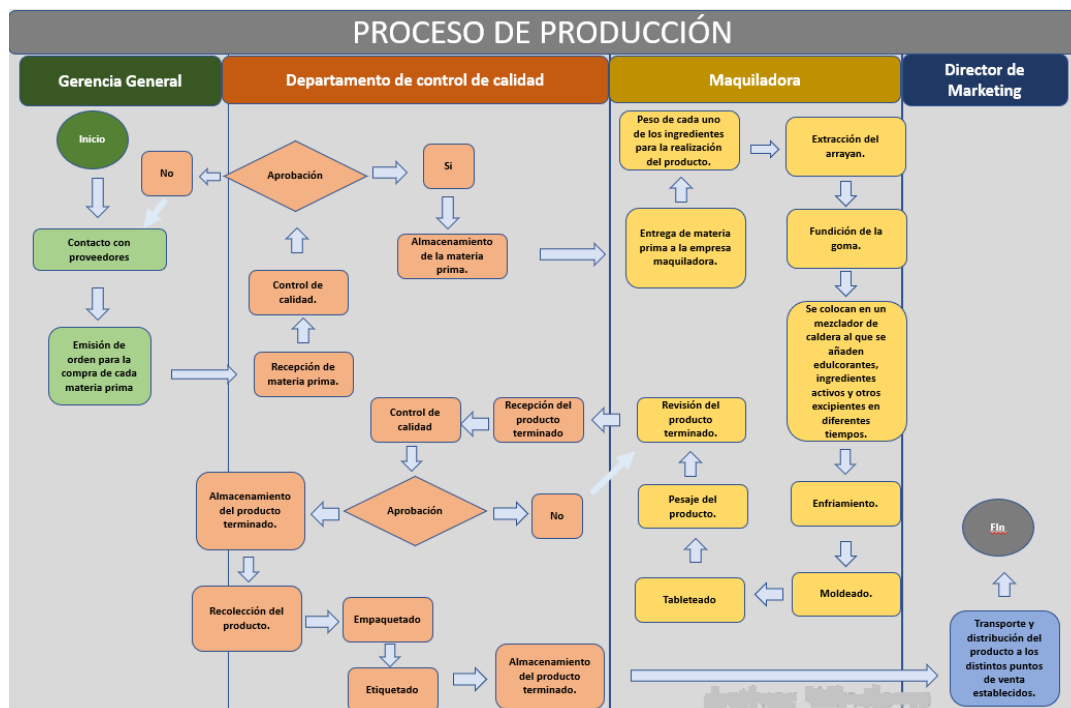 PROCESO DE PRODUCCIÓN
Gerencia General
Departamento de control de calidad
Maquiladora
Director de
Marketing
Inicio
No
Aprobación
Si
Peso de cada uno
de los ingredientes
para la realización
del producto.
Extracción del
arrayan.
Contacto con
proveedores
Almacenamiento
de la materia
prima.
Entrega de materia
prima a la empresa
maquiladora.
Fundición de la
goma.
Control de
calidad.
Emisión de
orden para la
compra de cada
materia prima
Recepción de
materia prima.
Se colocan en un
mezclador de
caldera al que se
añaden
edulcorantes,
ingredientes
activos y otros
excipientes en
diferentes
tiempos.
Control de
calidad
Recepción del
producto
terminado
Revisión del
producto
terminado.
Almacenamiento
del producto
terminado.
Aprobación
No
Pesaje del
producto.
Enfriamiento.
FIn
Recolección del
producto.
Empaquetado
Tableteado
Moldeado.
Etiquetado
Almacenamiento
del producto
terminado.
Transporte y
distribución del
producto a los
distintos puntos
de venta
establecidos.